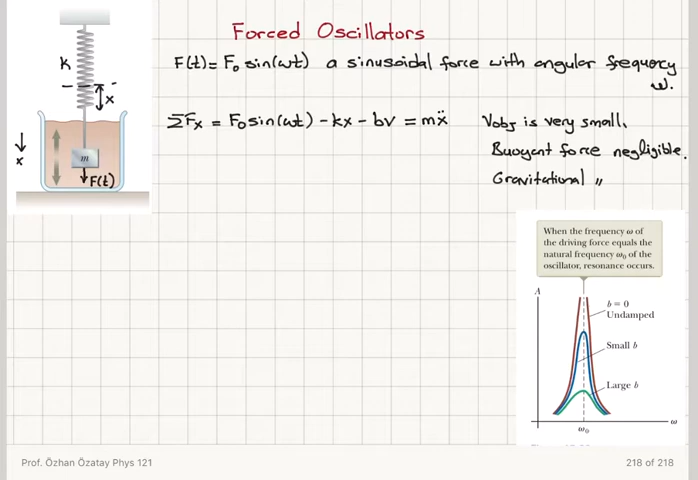 Forced Oscillators
F(t) = F₀ sin(ωt) a sinusoidal force with angular frequency
ω.
k
x
ΣFx = F₀ sin(ωt) - kx - bv = mẍ
Vobj is very small,
Buoyant force negligible.
Gravitational "
x
m
F(t)
When the frequency ω of
the driving force equals the
natural frequency ω₀ of the
oscillator, resonance occurs.
A
b = 0
Undamped
Small b
Large b
ω
ω₀
Prof. Özhan Özatay Phys 121
218 of 218